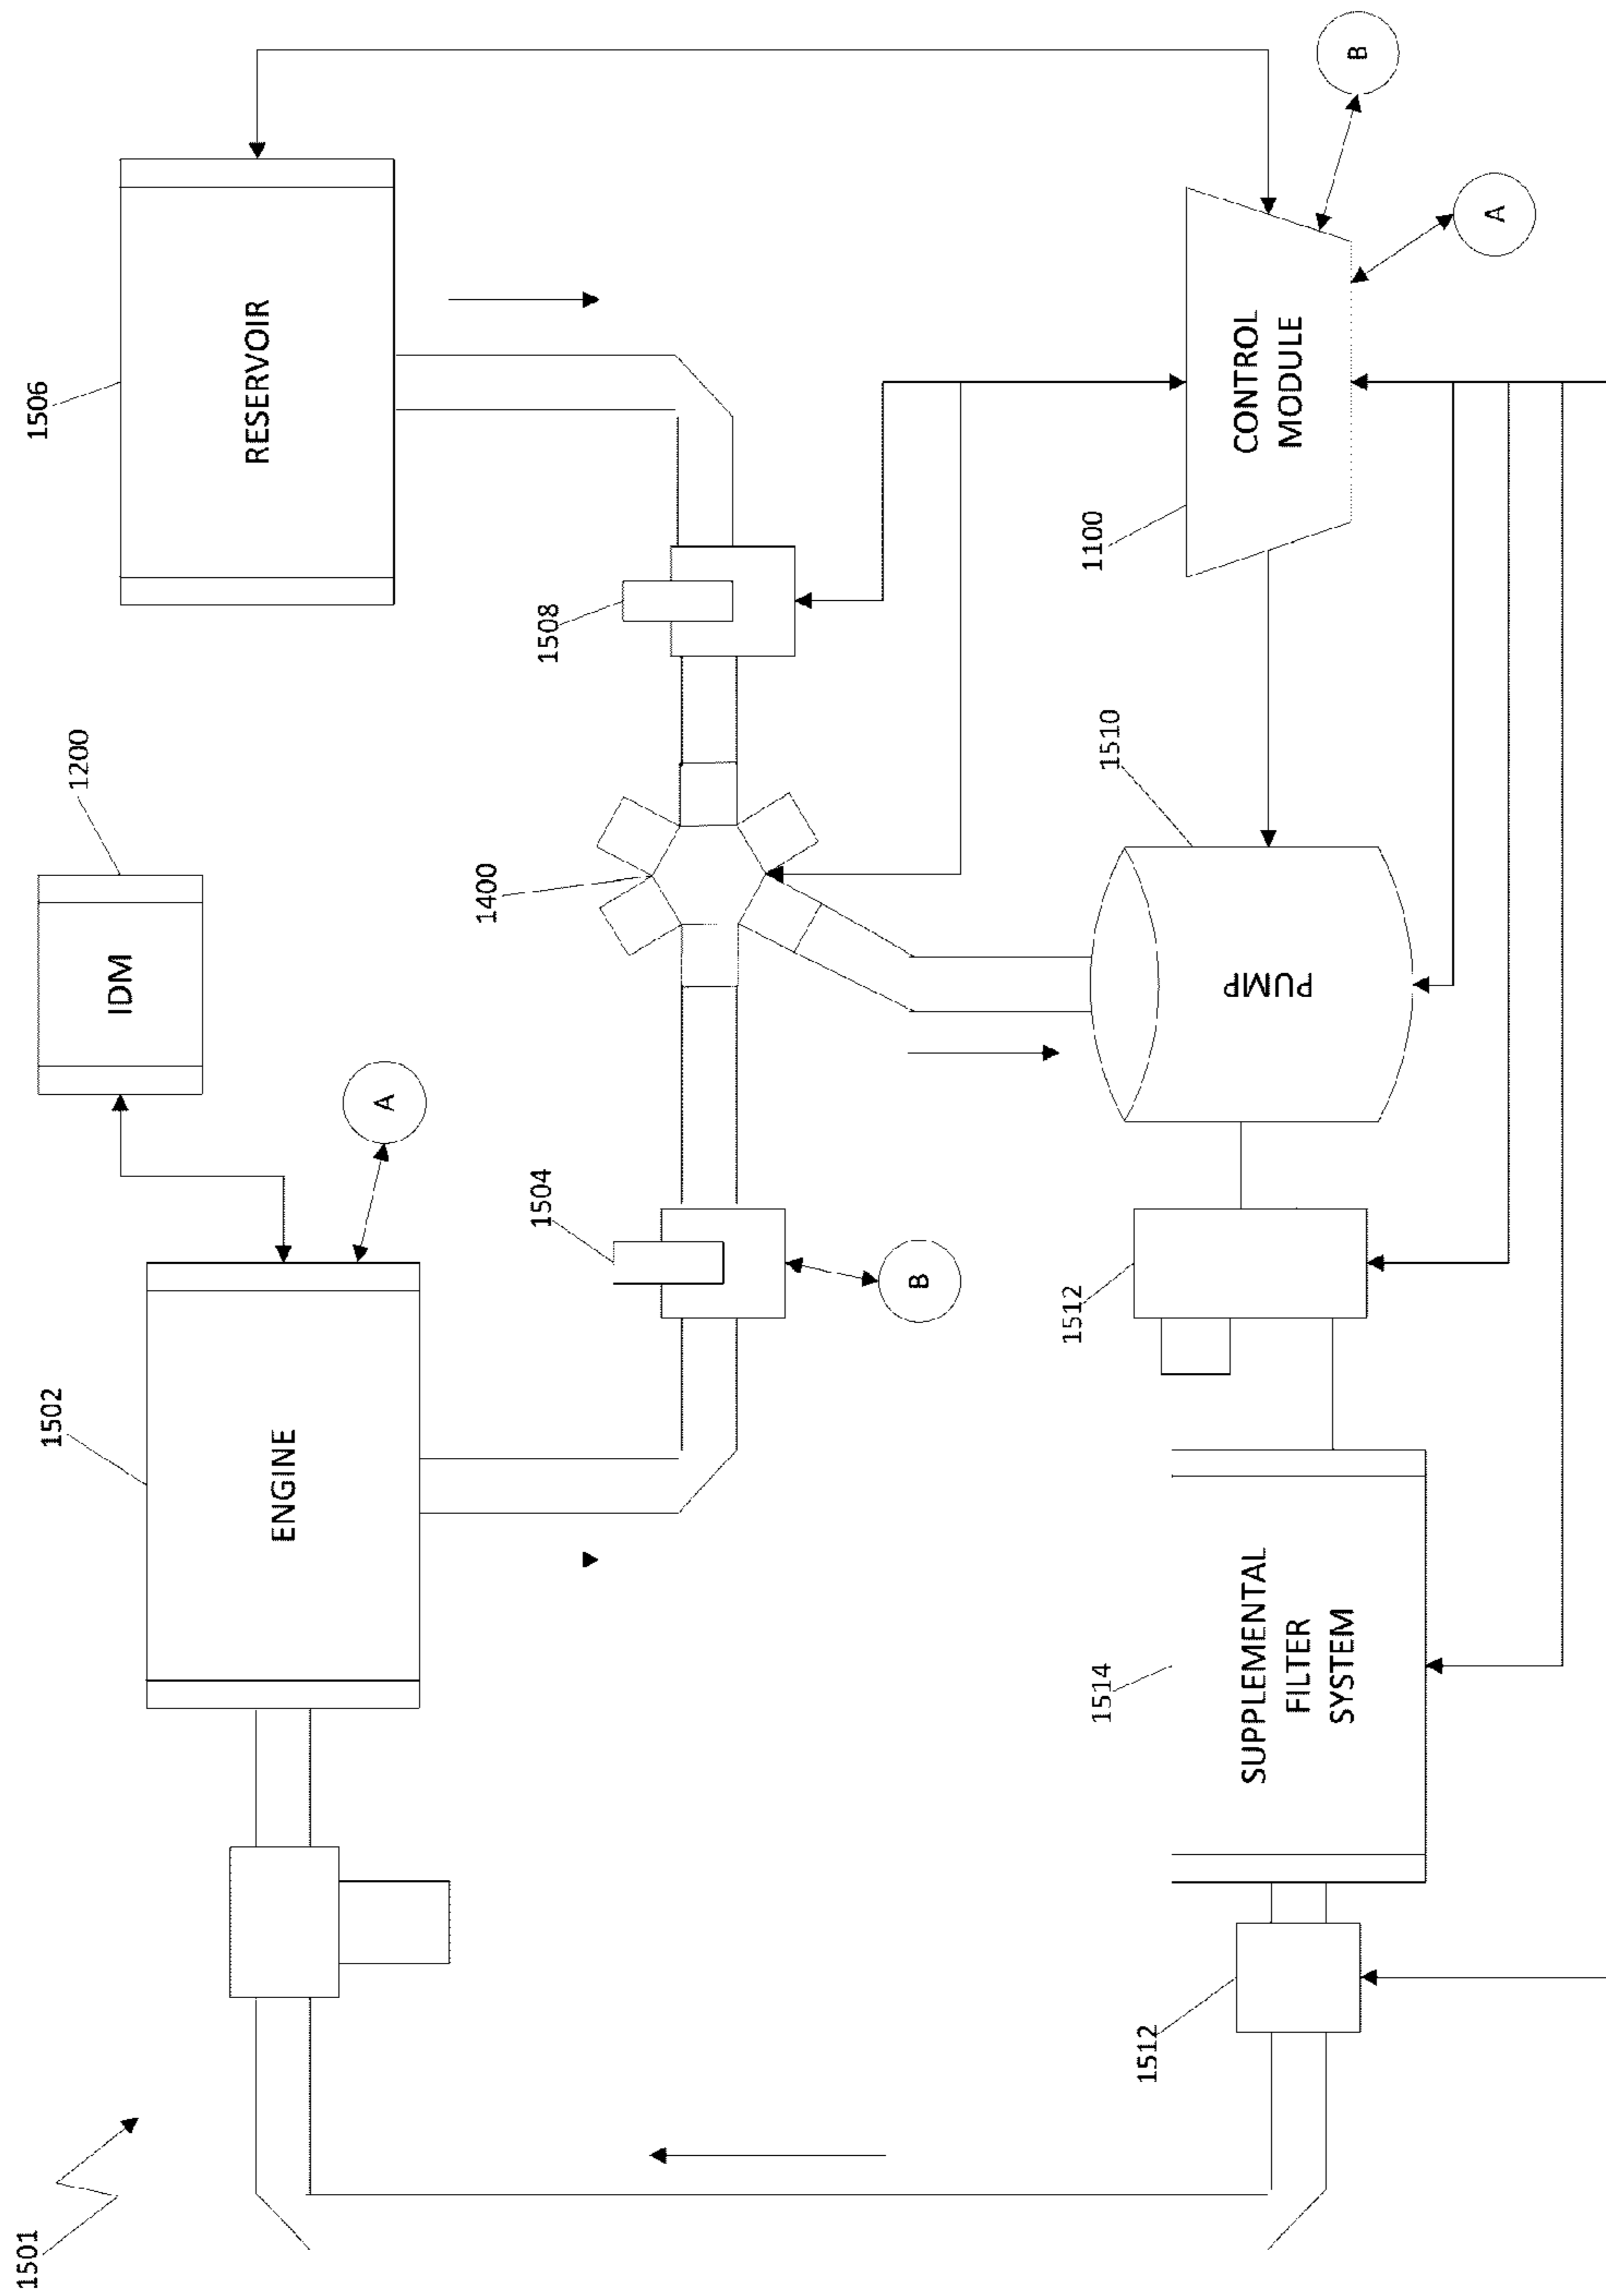 1501
1502
ENGINE
A
IDM
1200
1506
RESERVOIR
1504
B
1400
1508
1512
1514
SUPPLEMENTAL
FILTER
SYSTEM
1512
PUMP
1510
1100
CONTROL
MODULE
B
A